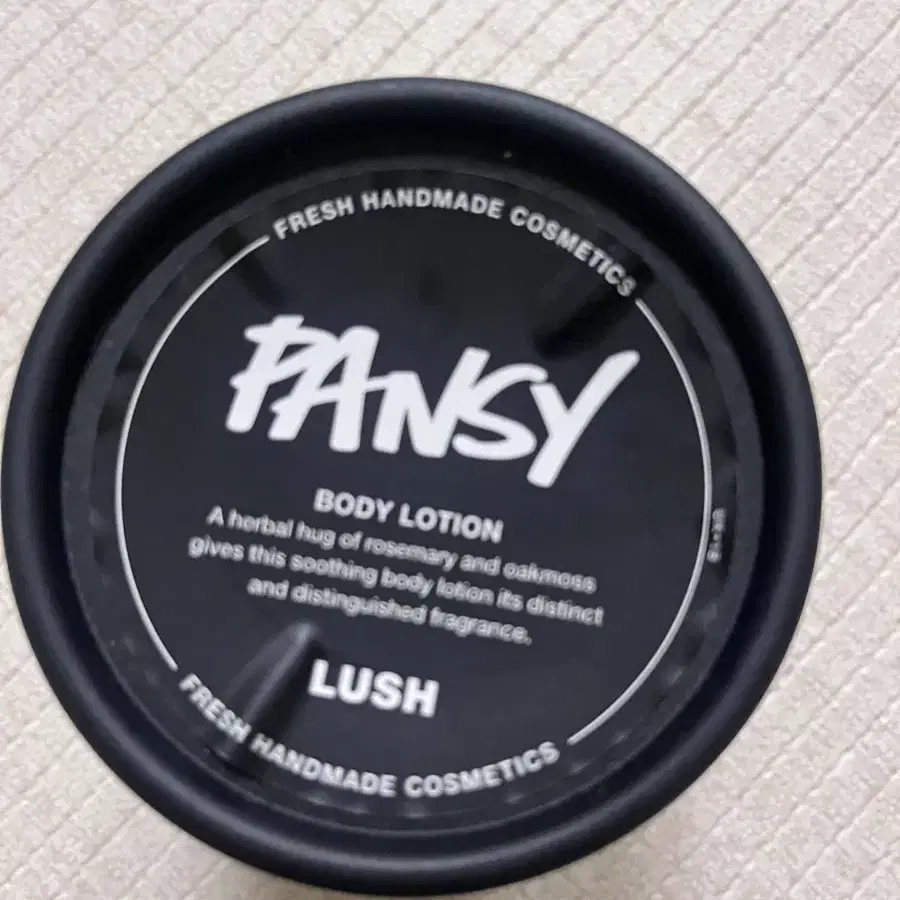 FRESH HANDMADE COSMETICS
PANSY
BODY LOTION
A herbal hug of rosemary and oakmoss
gives this soothing body lotion its distinct
and distinguished fragrance.
LUSH
FRESH HANDMADE COSMETICS